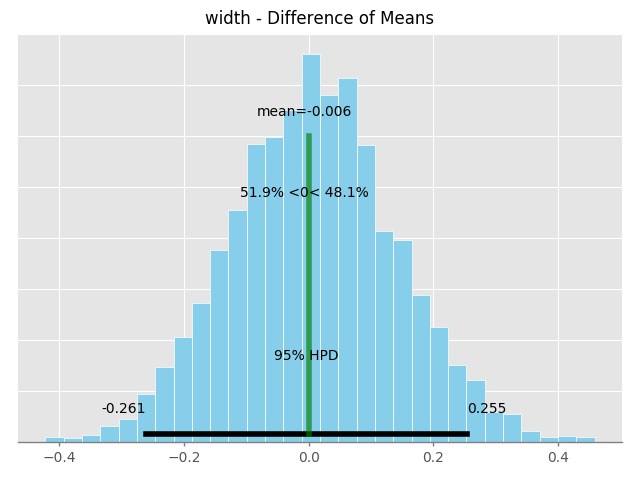 width - Difference of Means
mean=-0.006
51.9% <0< 48.1%
95% HPD
-0.261
0.255
−0.4
−0.2
0.0
0.2
0.4